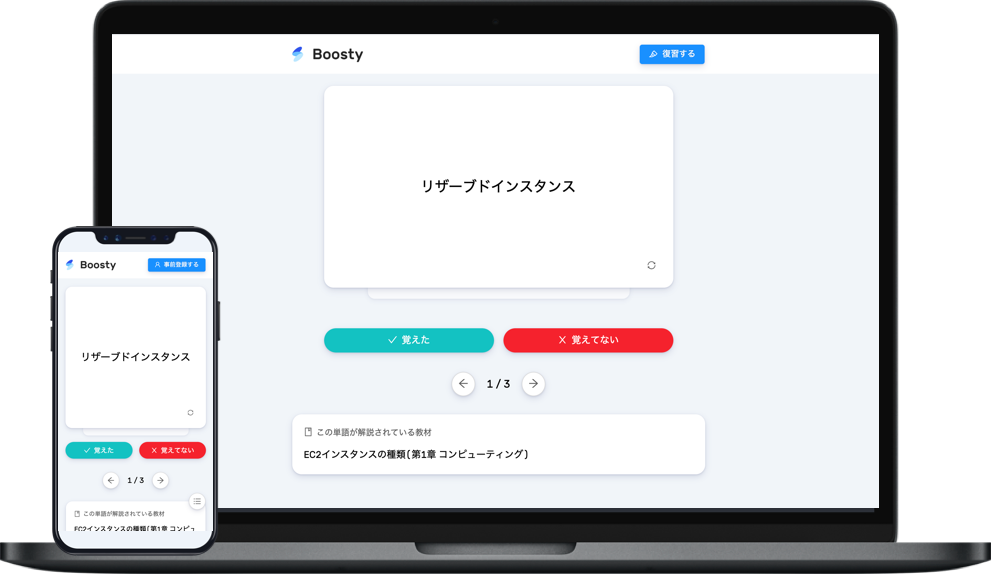 Boosty
復習する
リザーブドインスタンス
覚えた
覚えてない
1 / 3
この単語が解説されている教材
EC2インスタンスの種類(第1章 コンピューティング)
Boosty
事前登録する
リザーブドインスタンス
覚えた
覚えてない
1 / 3
この単語が解説されている教材
EC2インスタンスの種類(第1章 コンピュ